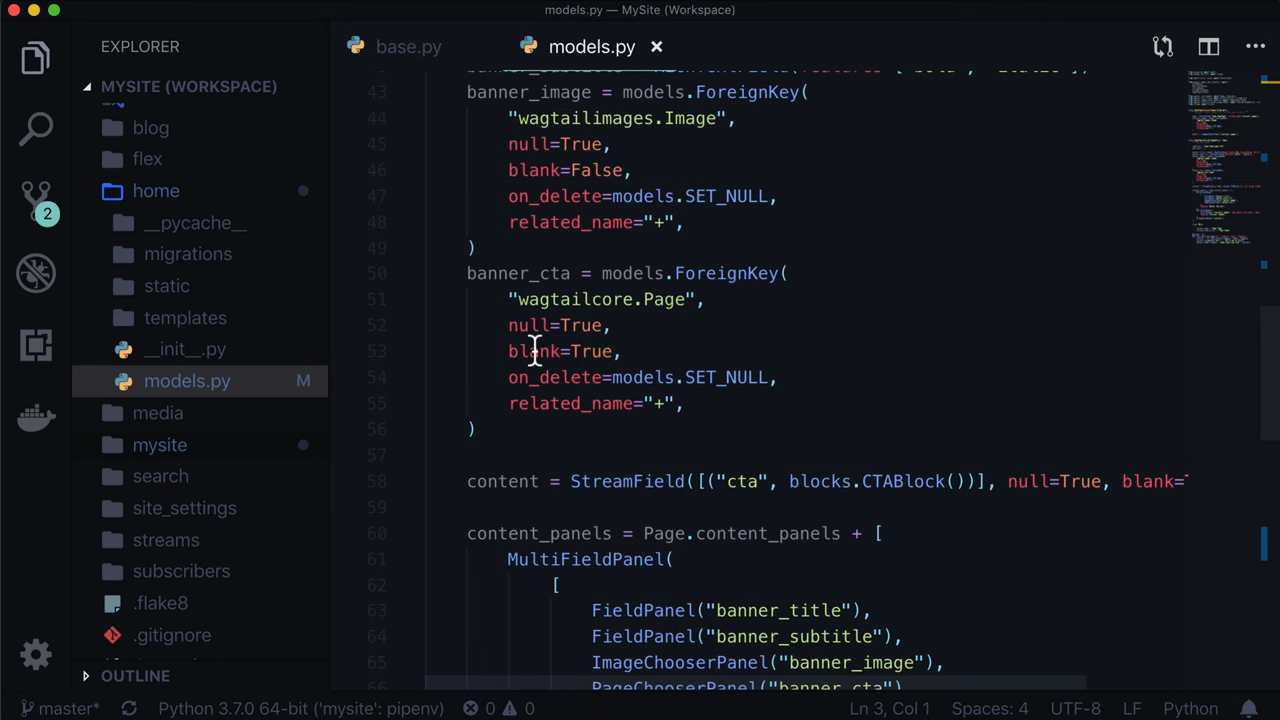 models.py — MySite (Workspace)
EXPLORER
base.py
models.py
MYSITE (WORKSPACE)
blog
flex
home
__pycache__
migrations
static
templates
__init__.py
models.py M
media
mysite
search
site_settings
streams
subscribers
.flake8
.gitignore
OUTLINE
2
43 banner_image = models.ForeignKey(
44 "wagtailimages.Image",
45 null=True,
46 blank=False,
47 on_delete=models.SET_NULL,
48 related_name="+",
49 )
50 banner_cta = models.ForeignKey(
51 "wagtailcore.Page",
52 null=True,
53 blank=True,
54 on_delete=models.SET_NULL,
55 related_name="+",
56 )
57
58 content = StreamField([("cta", blocks.CTABlock())], null=True, blank=
59
60 content_panels = Page.content_panels + [
61 MultiFieldPanel(
62 [
63 FieldPanel("banner_title"),
64 FieldPanel("banner_subtitle"),
65 ImageChooserPanel("banner_image"),
66 PageChooserPanel("banner_cta")
master* Python 3.7.0 64-bit ('mysite': pipenv) 0 0 Ln 3, Col 1 Spaces: 4 UTF-8 LF Python